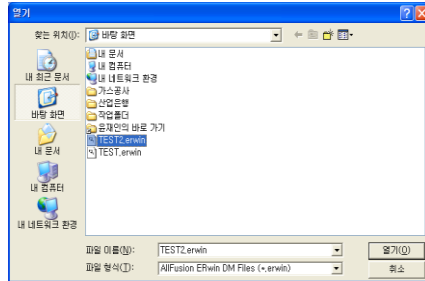 열기
찾는 위치(I):
바탕 화면
내 최근 문서
바탕 화면
내 문서
내 컴퓨터
내 네트워크 환경
내 문서
내 컴퓨터
내 네트워크 환경
가스공사
산업은행
작업폴더
윤재인의 바로 가기
TEST2.erwin
TEST.erwin
파일 이름(N):
TEST2.erwin
열기(O)
파일 형식(T):
AllFusion ERwin DM Files (*.erwin)
취소